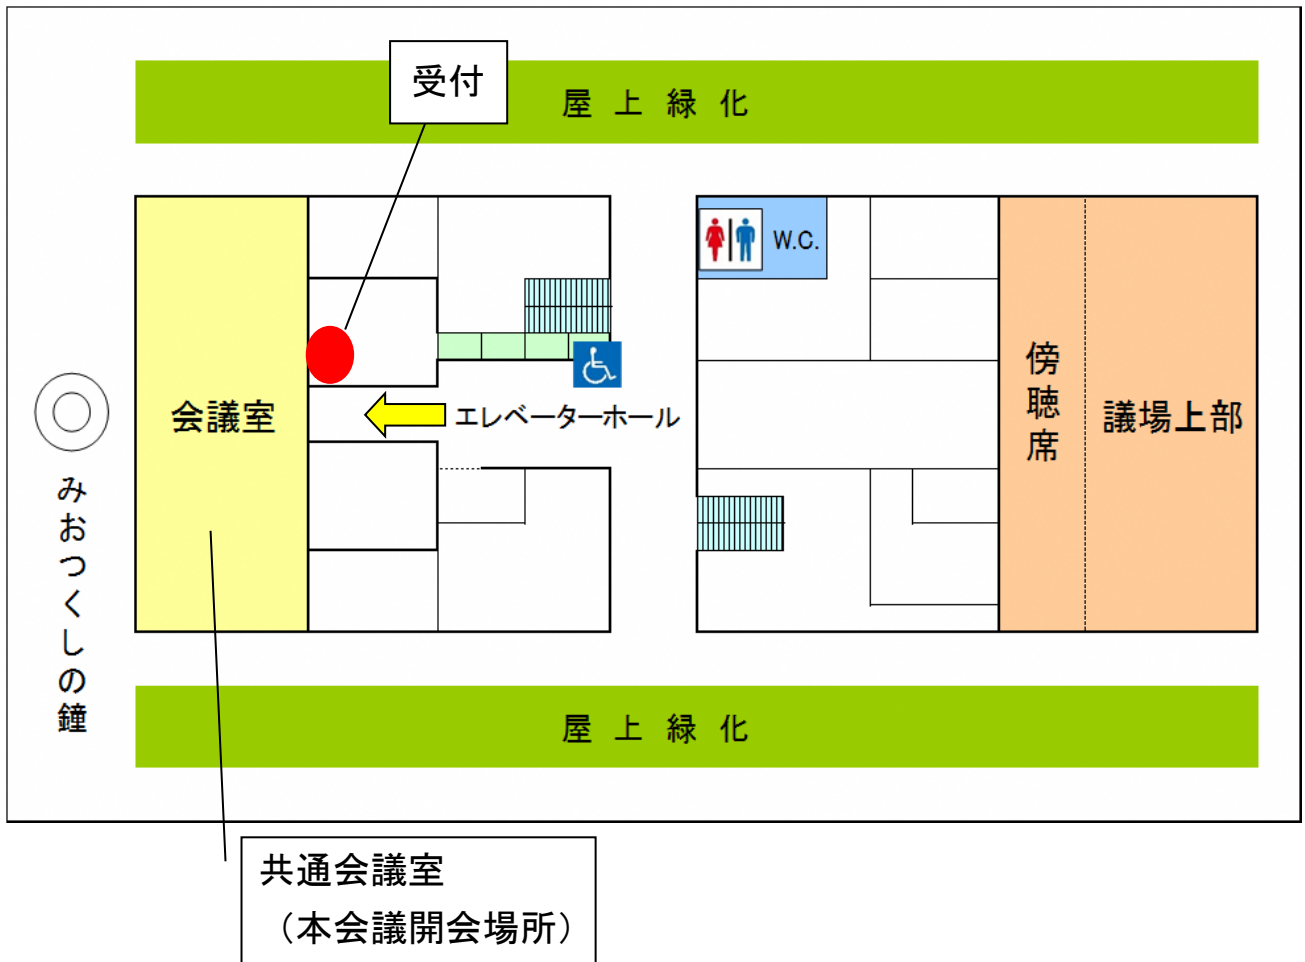 受付
屋上緑化
W.C.
会議室
エレベーターホール
傍聴席
議場上部
みおつくしの鐘
屋上緑化
共通会議室
（本会議開会場所）